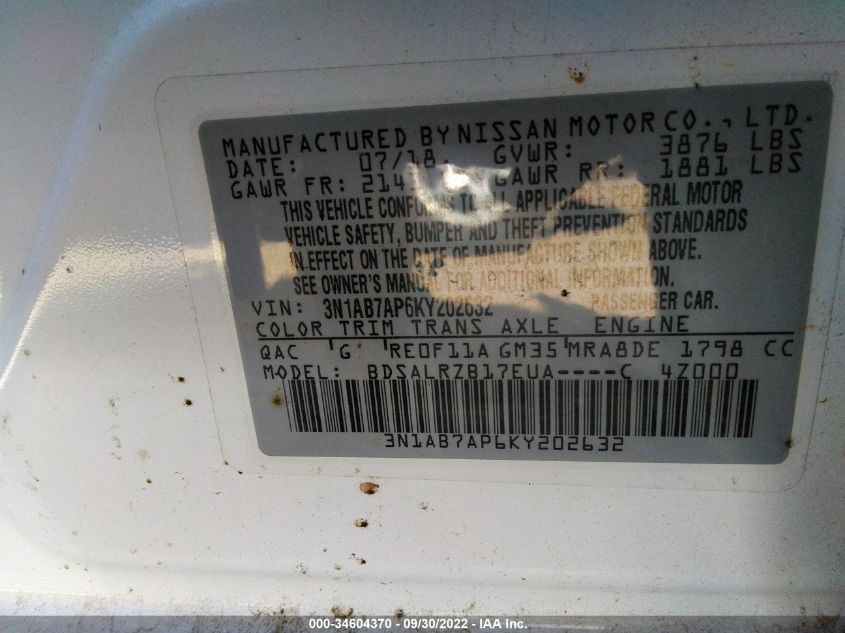 MANUFACTURED BY NISSAN MOTOR CO., LTD.
DATE: 07/18 GVWR: 3876 LBS
GAWR FR: GAWR RR: 1881 LBS
THIS VEHICLE CONFORMS TO ALL APPLICABLE FEDERAL MOTOR
VEHICLE SAFETY, BUMPER AND THEFT PREVENTION STANDARDS
IN EFFECT ON THE DATE OF MANUFACTURE SHOWN ABOVE.
SEE OWNER'S MANUAL FOR ADDITIONAL INFORMATION.
VIN: 3N1AB7AP6KY202632 PASSENGER CAR.
COLOR TRIM TRANS AXLE ENGINE
QAC G RE0F11A GM35 MRA8DE 1798 CC
MODEL: BDSALRZB17EUA----C 4Z000
3N1AB7AP6KY202632
000-34604370 - 09/30/2022 - IAA Inc.